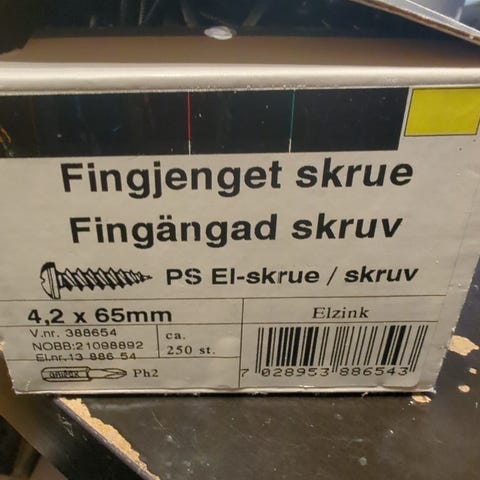 Fingjenget skrue
Fingängad skruv
PS El-skrue / skruv
4,2 x 65mm
Elzink
V.nr. 388654
NOBB:21098892
El.nr.13 886 54
ca.
250 st.
Ph2
7 028953 886543